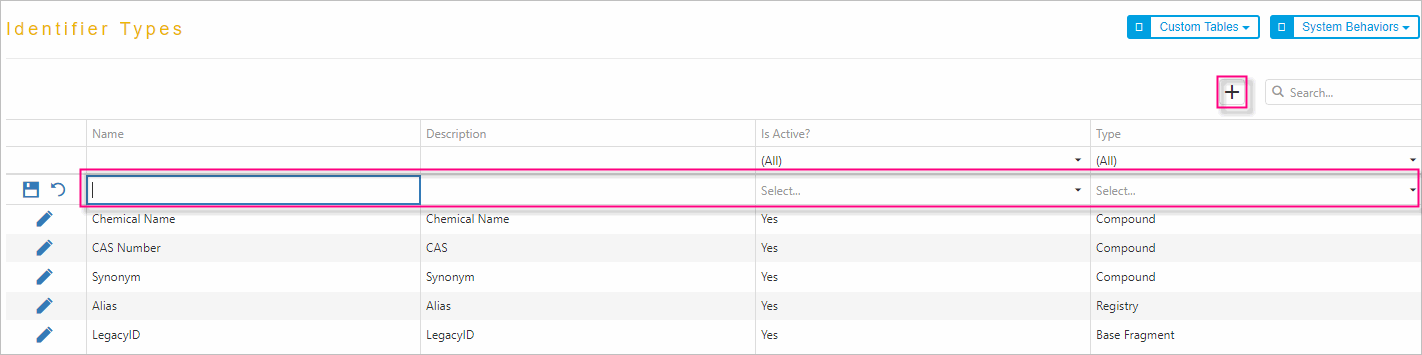 Identifier Types
Custom Tables
System Behaviors
Search...
Name Description Is Active? Type
(All) (All)
Select... Select...
Chemical Name Chemical Name Yes Compound
CAS Number CAS Yes Compound
Synonym Synonym Yes Compound
Alias Alias Yes Registry
LegacyID LegacyID Yes Base Fragment